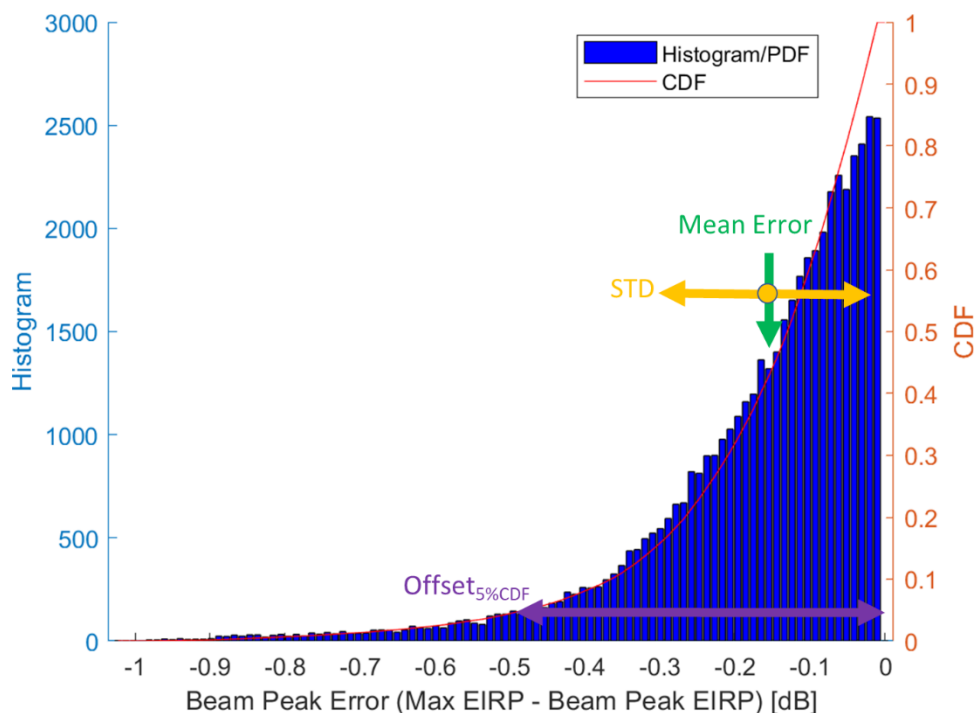 3000
2500
2000
1500
1000
500
0
Histogram
1
0.9
0.8
0.7
0.6
0.5
0.4
0.3
0.2
0.1
0
CDF
Histogram/PDF
CDF
Mean Error
STD
Offset5%CDF
-1 -0.9 -0.8 -0.7 -0.6 -0.5 -0.4 -0.3 -0.2 -0.1 0
Beam Peak Error (Max EIRP - Beam Peak EIRP) [dB]